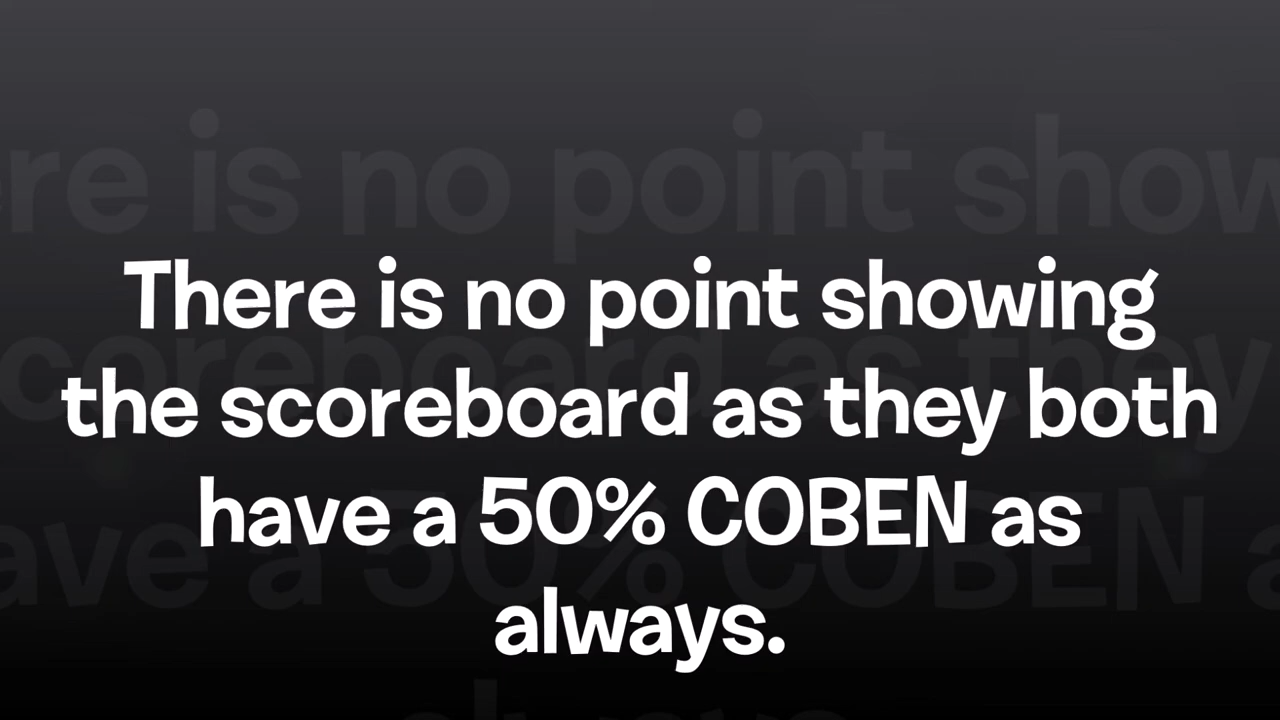 There is no point showing
the scoreboard as they both
have a 50% COBEN as
always.